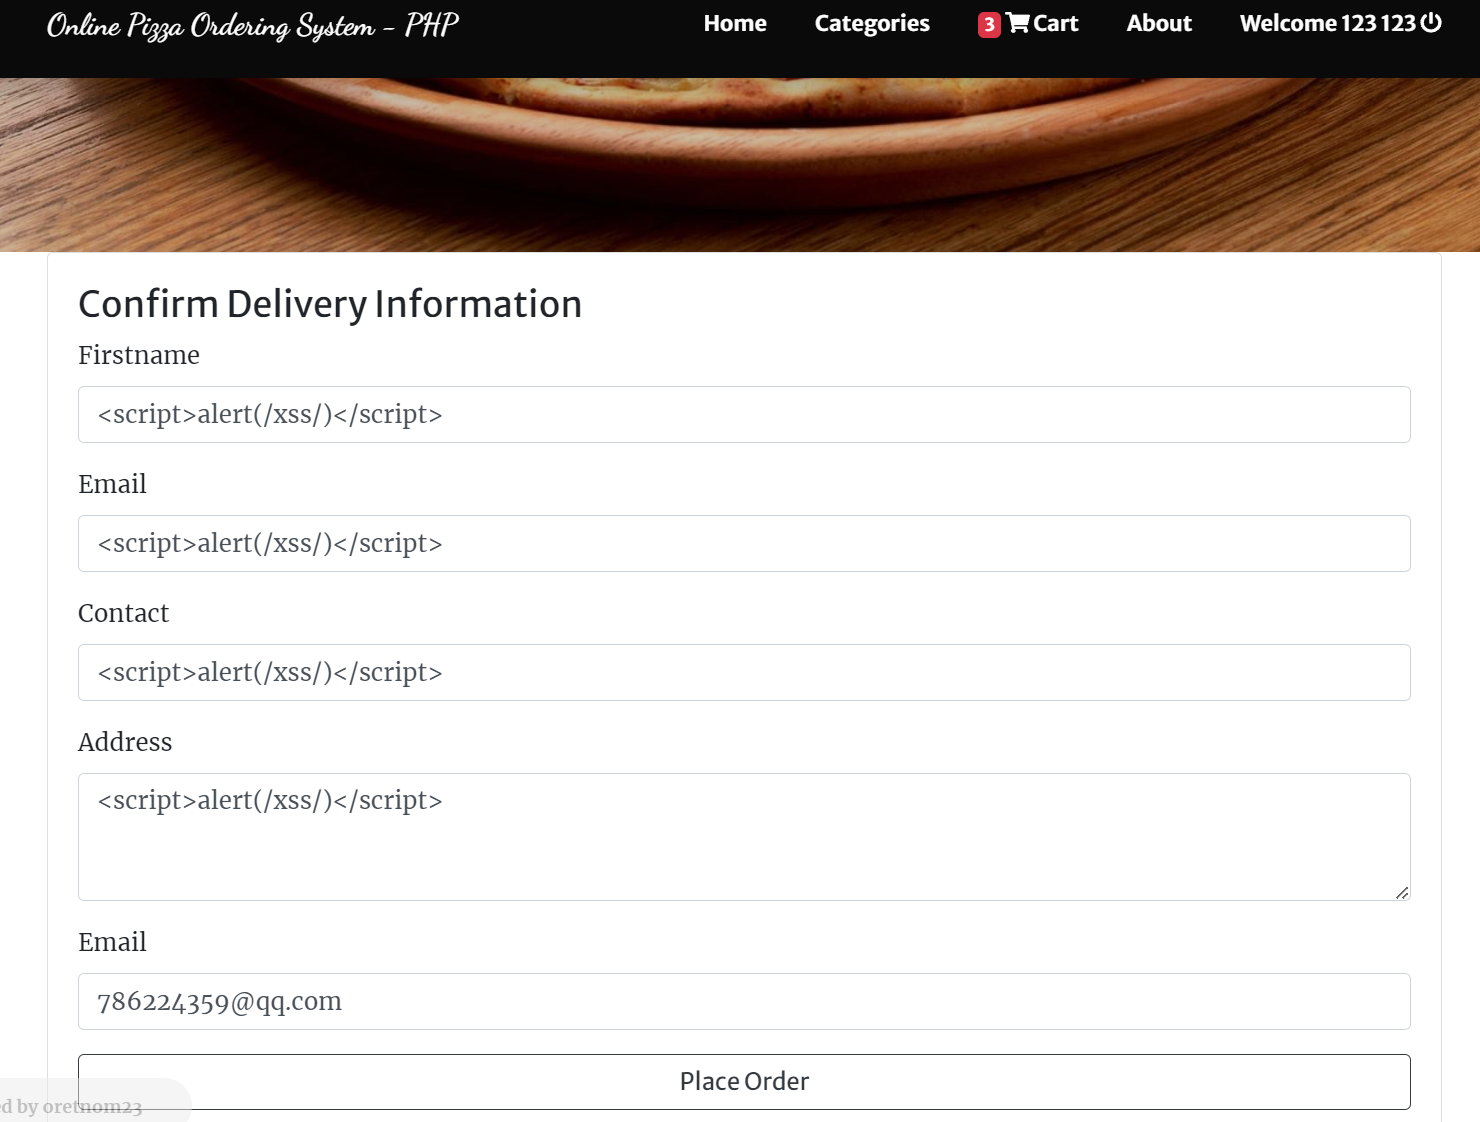 Online Pizza Ordering System - PHP
Home Categories 3 Cart About Welcome 123 123
Confirm Delivery Information
Firstname
<script>alert(/xss/)</script>
Email
<script>alert(/xss/)</script>
Contact
<script>alert(/xss/)</script>
Address
<script>alert(/xss/)</script>
Email
786224359@qq.com
Place Order
by oretnom23